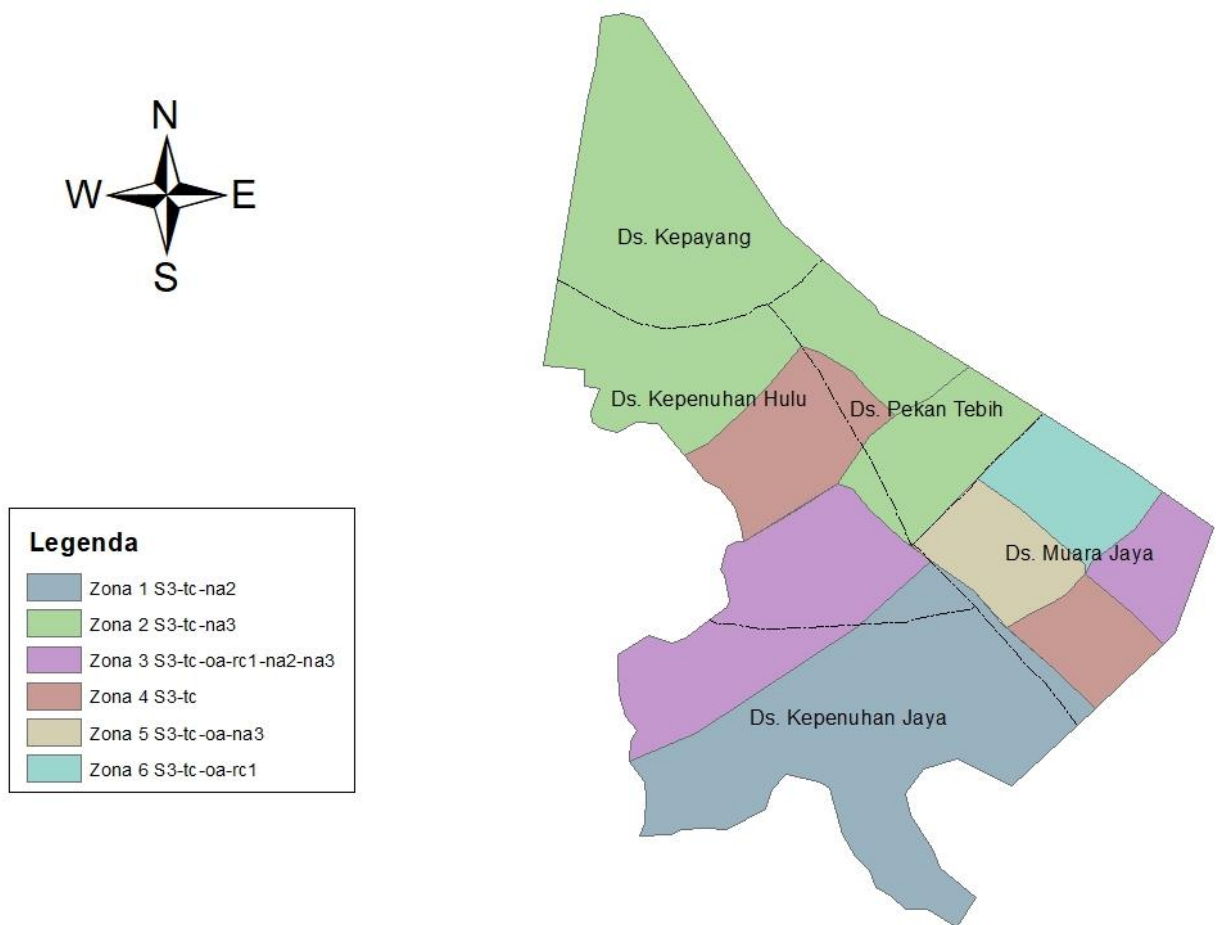 N
W E
S
Ds. Kepayang
Ds. Kepenuhan Hulu
Ds. Pekan Tebih
Ds. Muara Jaya
Ds. Kepenuhan Jaya
Legenda
Zona 1 S3-tc-na2
Zona 2 S3-tc-na3
Zona 3 S3-tc-oa-rc1-na2-na3
Zona 4 S3-tc
Zona 5 S3-tc-oa-na3
Zona 6 S3-tc-oa-rc1